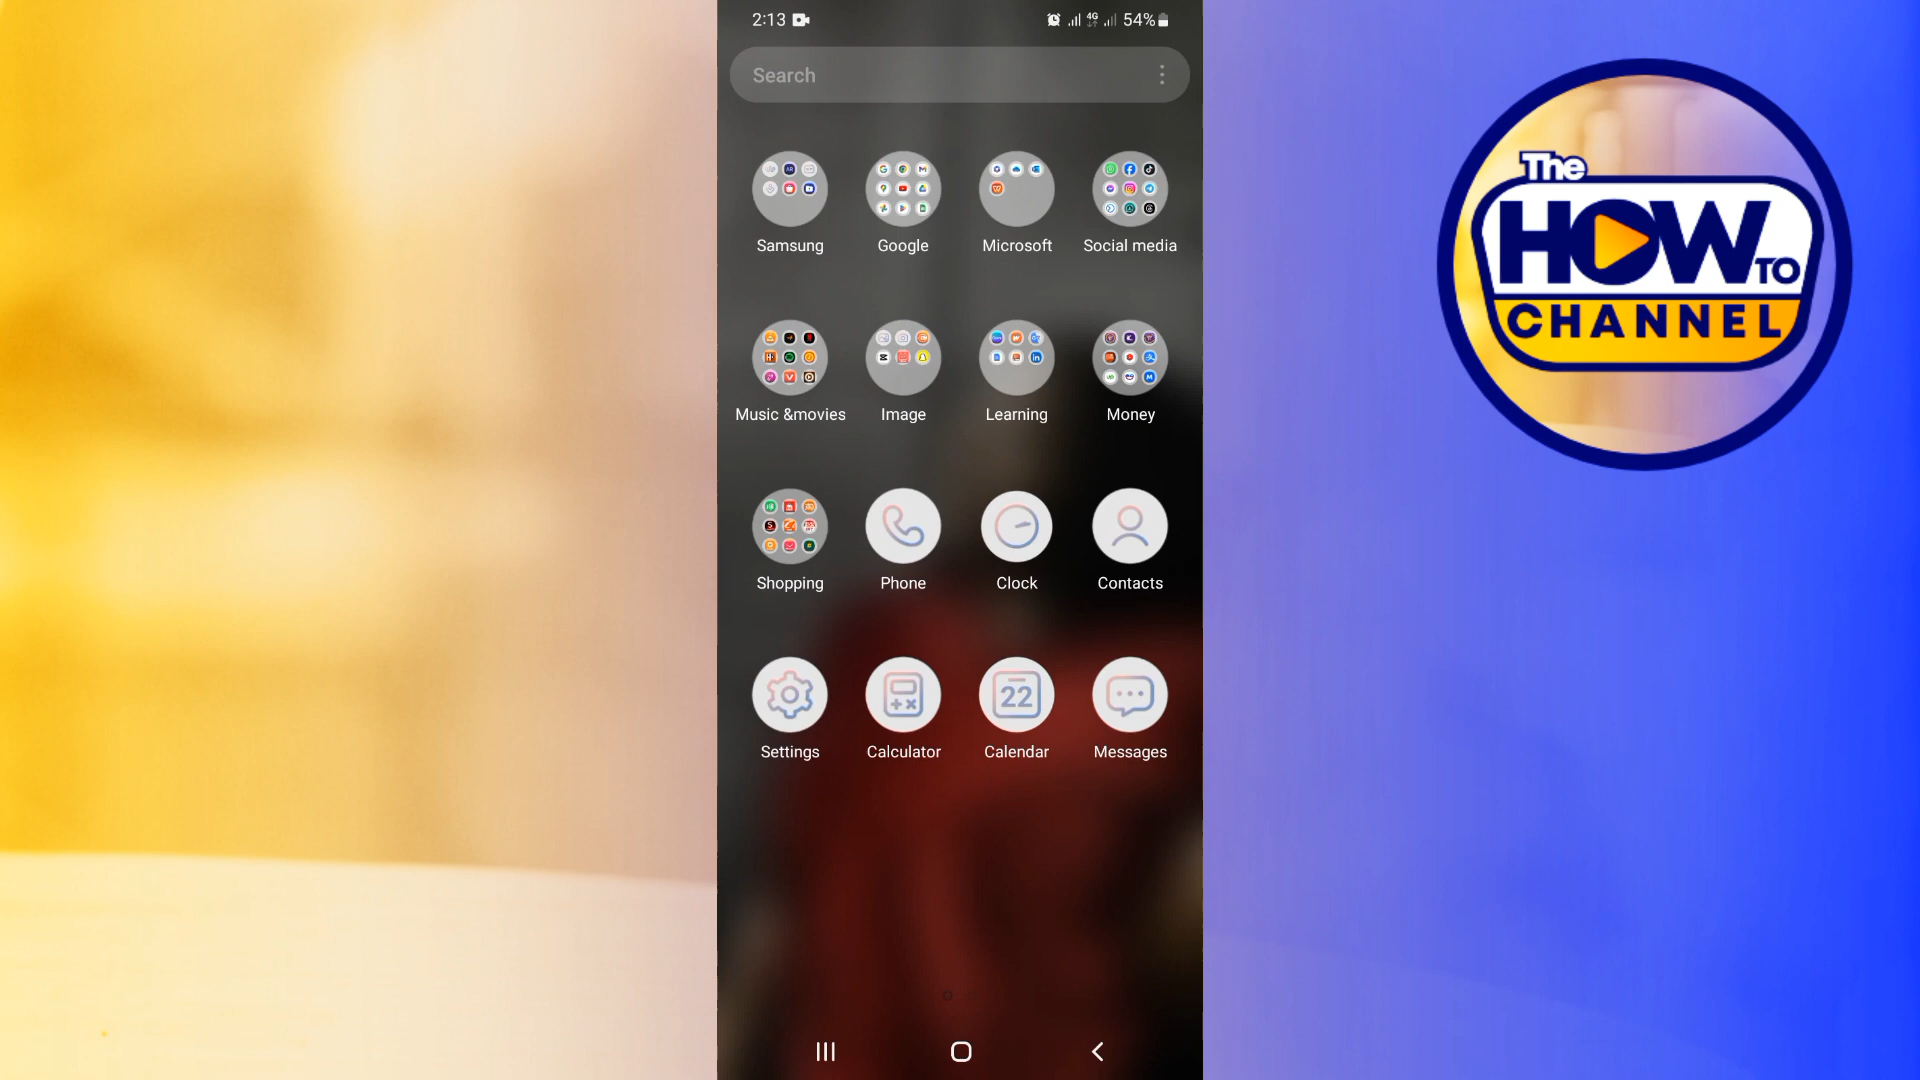 2:13
4G
54%
Search
Samsung
Google
Microsoft
Social media
Music &movies
Image
Learning
Money
Shopping
Phone
Clock
Contacts
22
Settings
Calculator
Calendar
Messages
The
HOW
TO
CHANNEL